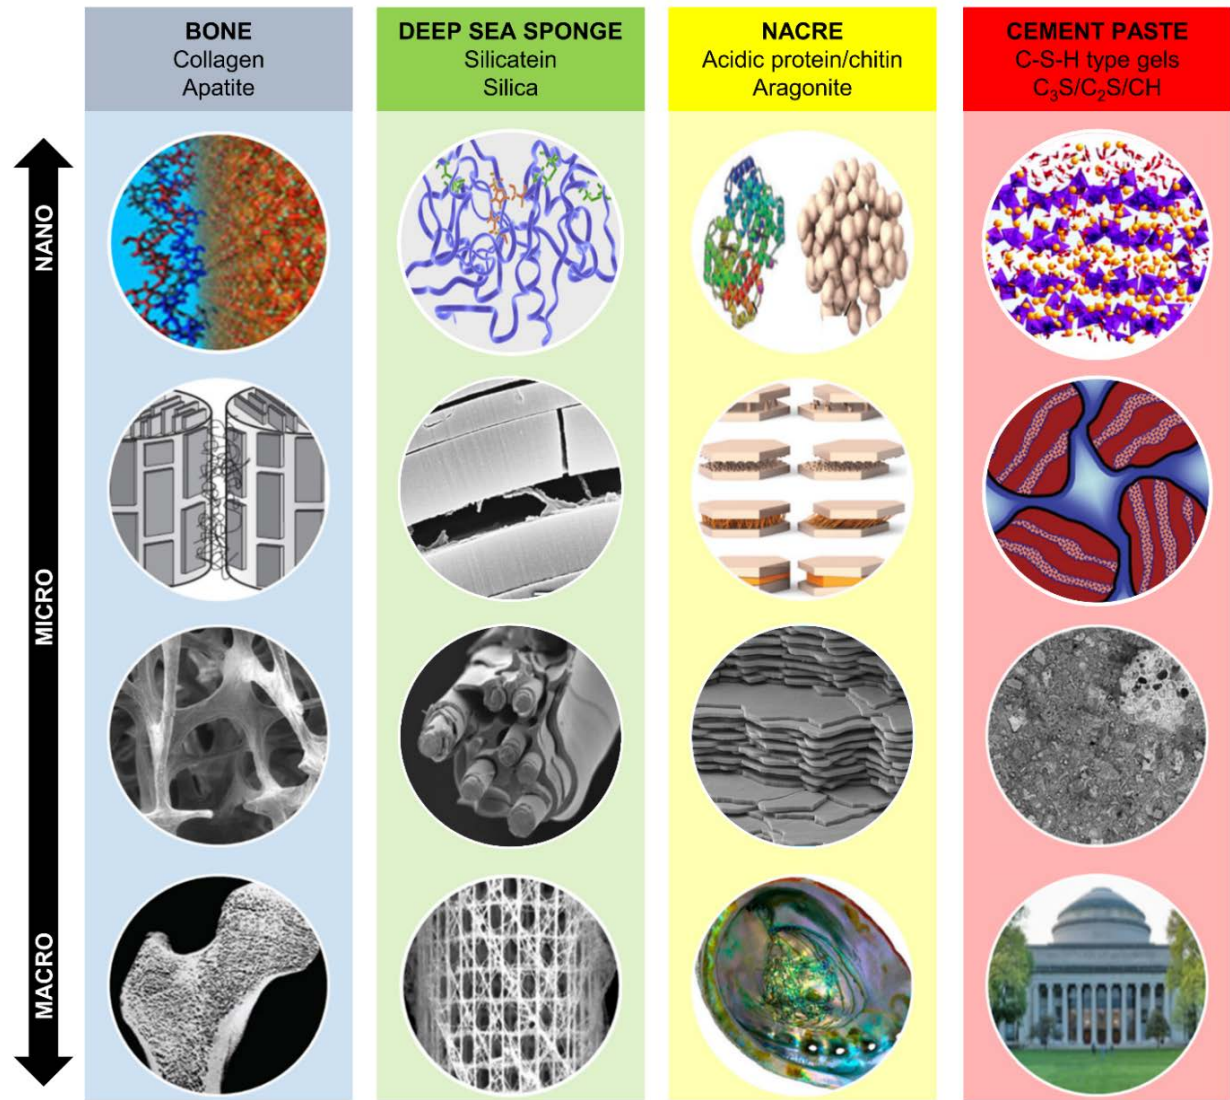 BONE
Collagen
Apatite
DEEP SEA SPONGE
Silicatein
Silica
NACRE
Acidic protein/chitin
Aragonite
CEMENT PASTE
C-S-H type gels
C₃S/C₂S/CH
NANO
MICRO
MACRO